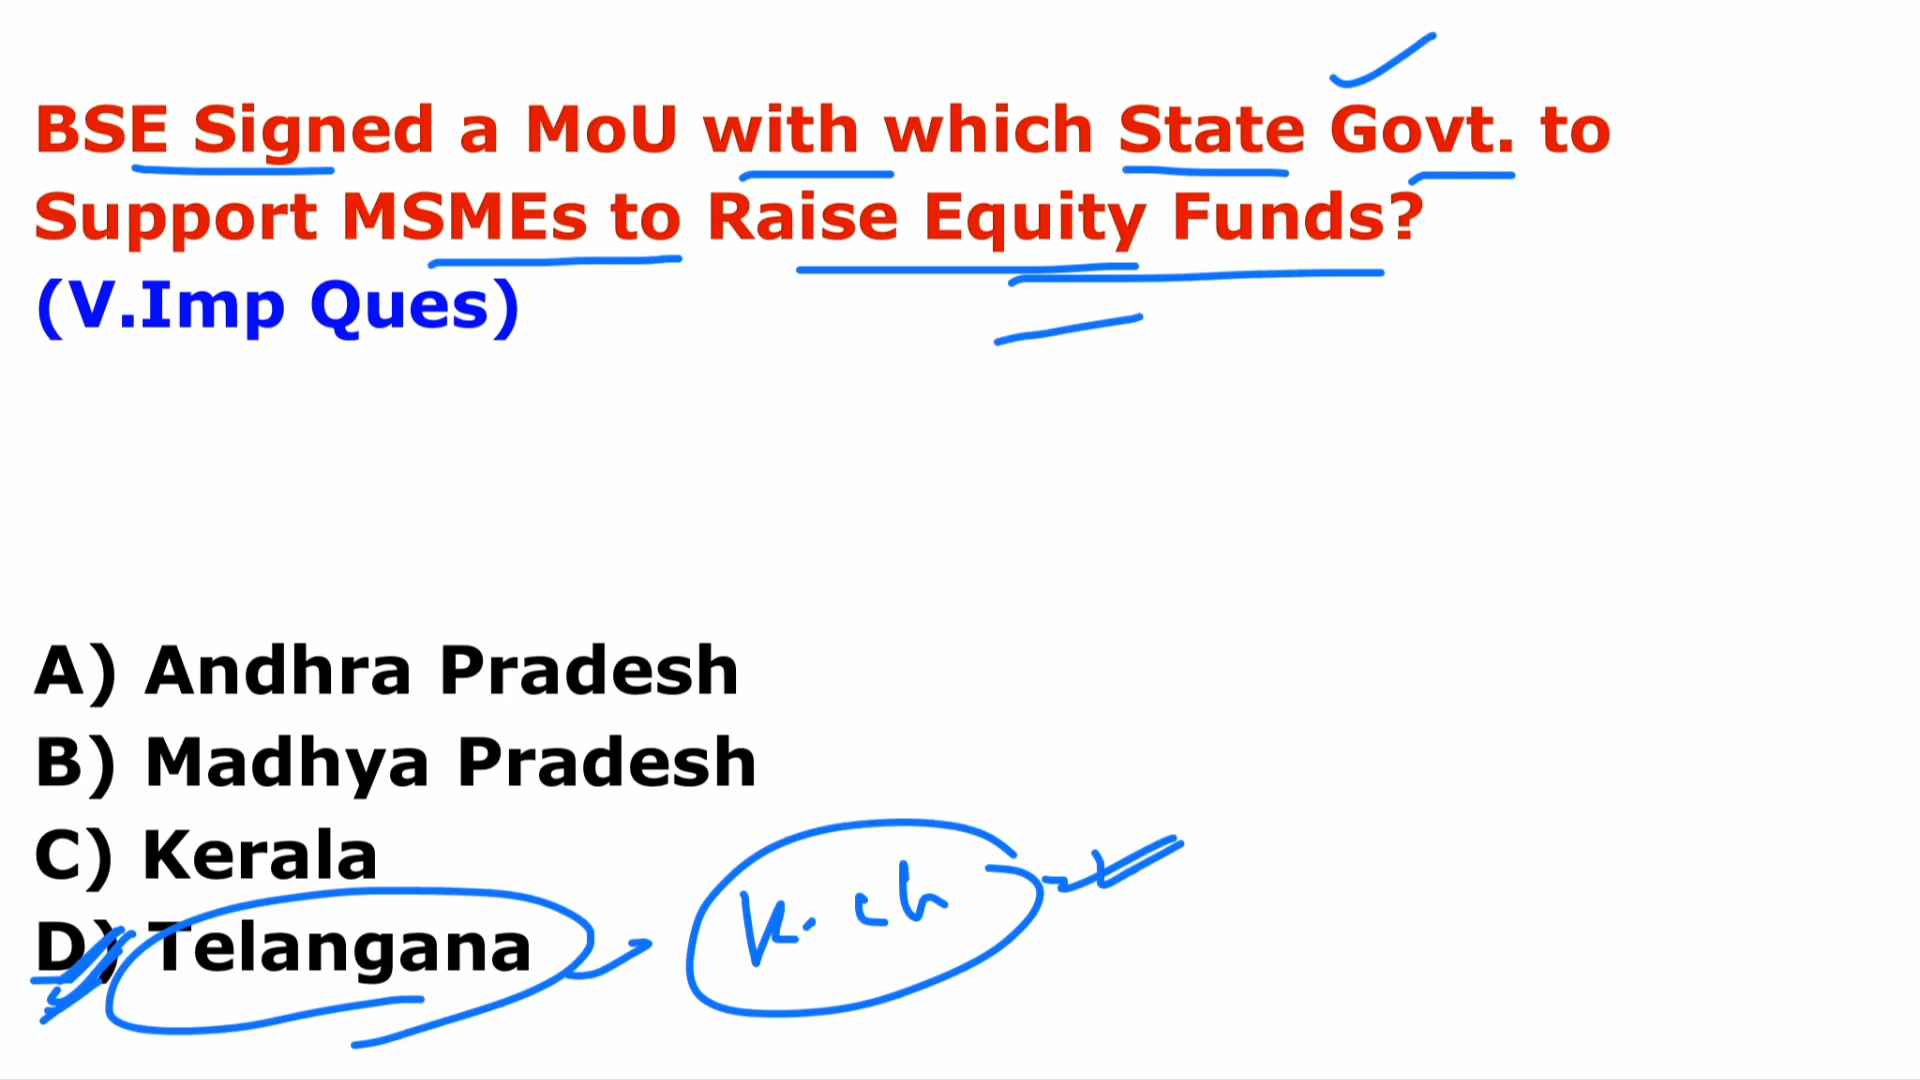 BSE Signed a MoU with which State Govt. to
Support MSMEs to Raise Equity Funds?
(V.Imp Ques)
A) Andhra Pradesh
B) Madhya Pradesh
C) Kerala
D) Telangana
K. ch